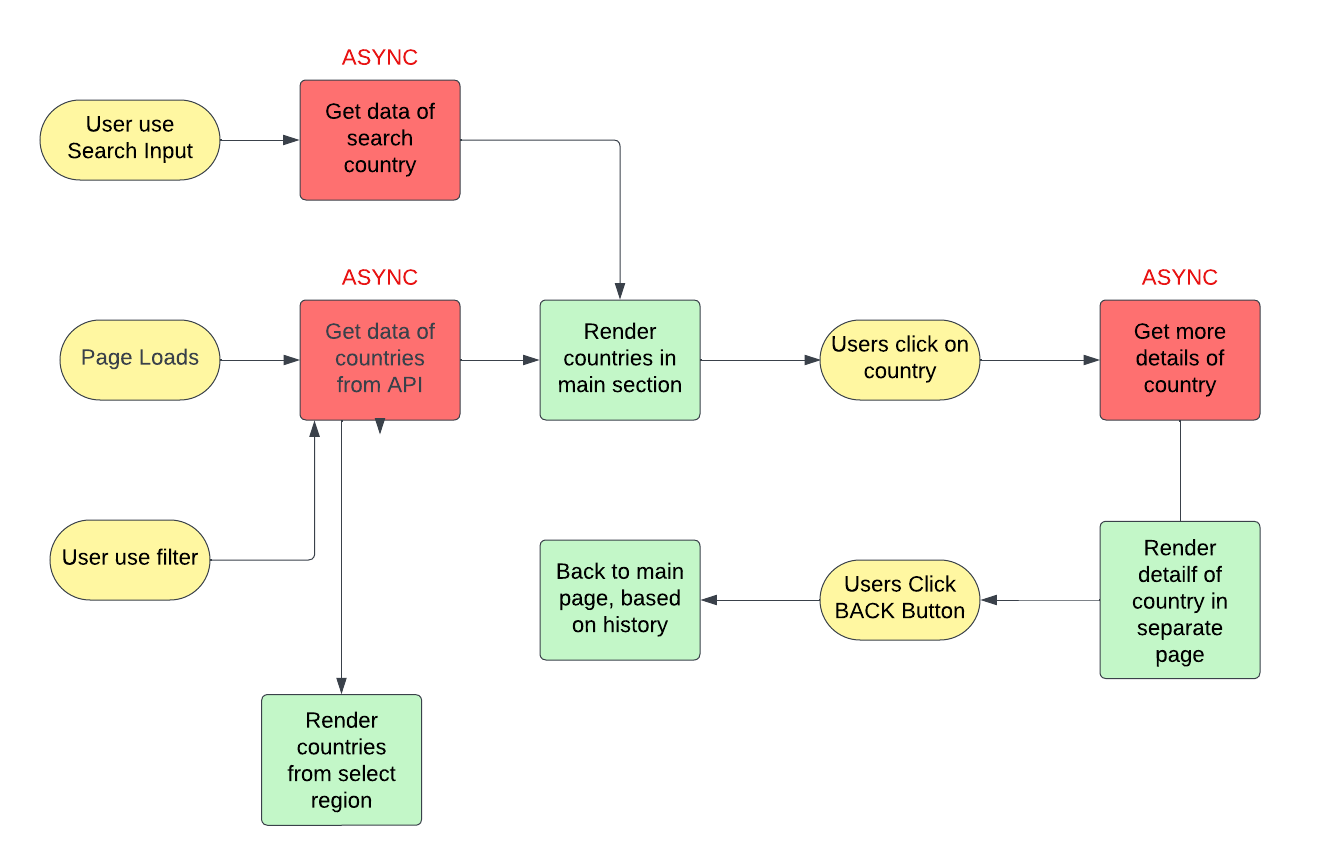 ASYNC
User use
Search Input
Get data of
search
country
ASYNC
ASYNC
Page Loads
Get data of
countries
from API
Render
countries in
main section
Users click on
country
Get more
details of
country
User use filter
Back to main
page, based
on history
Users Click
BACK Button
Render
detailf of
country in
separate
page
Render
countries
from select
region